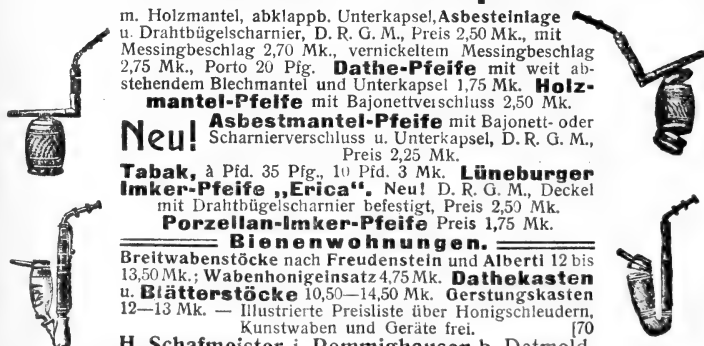 m. Holzmantel, abklappb. Unterkapsel, Asbesteinlage
u. Drahtbügelscharnier, D. R. G. M., Preis 2,50 Mk., mit
Messingbeschlag 2,70 Mk., vernickeltem Messingbeschlag
2,75 Mk., Porto 20 Pfg. Dathe-Pfeife mit weit ab-
stehendem Blechmantel und Unterkapsel 1,75 Mk. Holz-
mantel-Pfeife mit Bajonettverschluss 2,50 Mk.
Neu! Asbestmantel-Pfeife mit Bajonett- oder
Scharnierverschluss u. Unterkapsel, D. R. G. M.,
Preis 2,25 Mk.
Tabak, à Pfd. 35 Pfg., 10 Pfd. 3 Mk. Lüneburger
Imker-Pfeife „Erica“. Neu! D. R. G. M., Deckel
mit Drahtbügelscharnier befestigt, Preis 2,50 Mk.
Porzellan-Imker-Pfeife Preis 1,75 Mk.
Bienenwohnungen.
Breitwabenstöcke nach Freudenstein und Alberti 12 bis
13,50 Mk.; Wabenhonigeinsatz 4,75 Mk. Dathekasten
u. Blätterstöcke 10,50—14,50 Mk. Gerstungskasten
12—13 Mk. — Illustrierte Preisliste über Honigschleudern,
Kunstwaben und Geräte frei. [70
H. Schafmeister i. Remmighausen b. Detmold